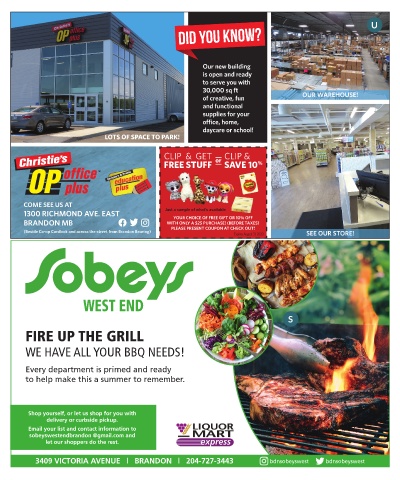 OP office plus
DID YOU KNOW?
U
Our new building
is open and ready
to serve you with
30,000 sq ft
of creative, fun
and functional
supplies for your
office, home,
daycare or school!
LOTS OF SPACE TO PARK!
OUR WAREHOUSE!
SEE OUR STORE!
Christie's
OP office plus
education plus
COME SEE US AT
1300 RICHMOND AVE. EAST
BRANDON MB
CLIP & GET
FREE STUFF
OR
CLIP &
SAVE 10%
YOUR CHOICE OF FREE GIFT OR 10% OFF
WITH ONLY A $25 PURCHASE! (BEFORE TAXES)
PLEASE PRESENT COUPON AT CHECK OUT!
Sobeys
WEST END
S
FIRE UP THE GRILL
WE HAVE ALL YOUR BBQ NEEDS!
Every department is primed and ready
to help make this a summer to remember.
Shop yourself, or let us shop for you with
delivery or curbside pickup.
Email your list and contact information to
sobeyswestendbrandon@gmail.com and
let our shoppers do the rest.
LIQUOR
MART
express
3409 VICTORIA AVENUE | BRANDON | 204-727-3443
bdnsobeyswest
bdnsobeyswest